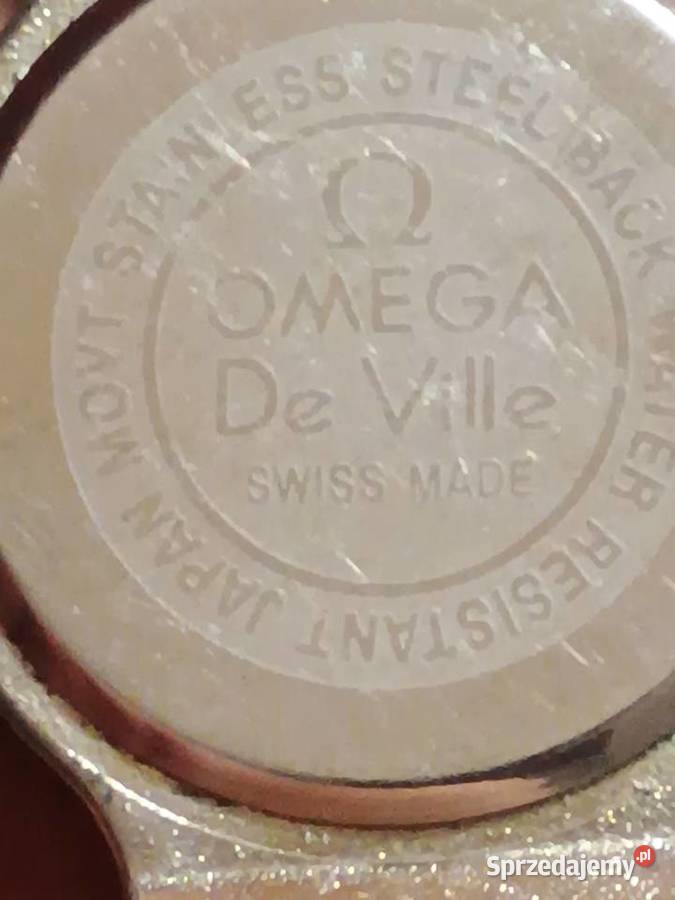 STAINLESS STEEL BACK WATER RESISTANT JAPAN MOVT
Ω
OMEGA
De Ville
SWISS MADE
Sprzedajemy.pl